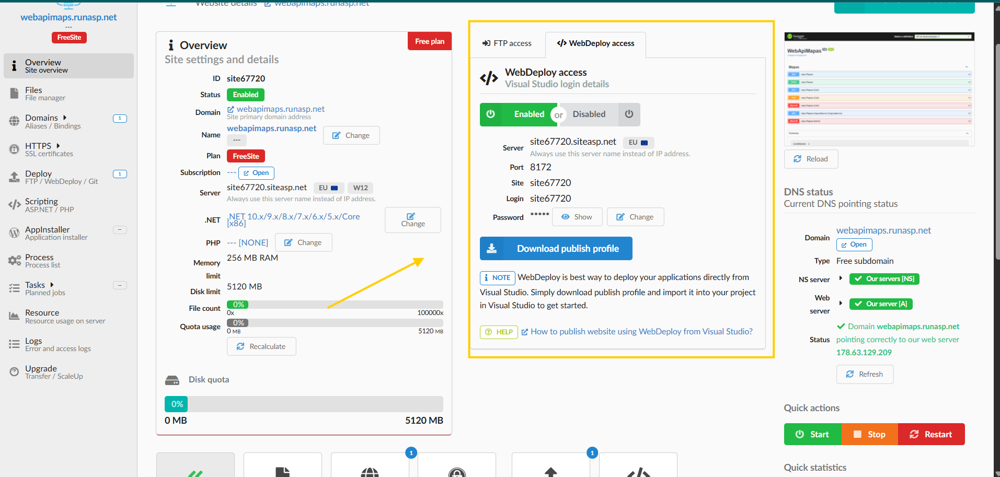 Website details webapimaps.runasp.net
webapimaps.runasp.net
---
FreeSite
Overview
Site overview
Files
File manager
Domains 1
Aliases / Bindings
HTTPS
SSL certificates
Deploy 1
FTP / WebDeploy / Git
Scripting
ASP.NET / PHP
AppInstaller --
Application installer
Process
Process list
Tasks --
Planned jobs
Resource
Resource usage on server
Logs
Error and access logs
Upgrade
Transfer / ScaleUp
Overview
Free plan
Site settings and details
ID site67720
Status Enabled
Domain webapimaps.runasp.net
Site primary domain address
Name webapimaps.runasp.net
---
Change
Plan FreeSite
Subscription --- Open
Server site67720.siteasp.net EU W12
Always use this server name instead of IP address.
.NET .NET 10.x/9.x/8.x/7.x/6.x/5.x/Core
[x86]
Change
PHP --- [NONE] Change
Memory limit 256 MB RAM
Disk limit 5120 MB
File count 0%
0x 100000x
Quota usage 0%
0 MB 5120 MB
Recalculate
Disk quota
0%
0 MB 5120 MB
1
1
FTP access WebDeploy access
WebDeploy access
Visual Studio login details
Enabled or Disabled
Server site67720.siteasp.net EU
Always use this server name instead of IP address.
Port 8172
Site site67720
Login site67720
Password ***** Show Change
Download publish profile
NOTE WebDeploy is best way to deploy your applications directly from
Visual Studio. Simply download publish profile and import it into your project
in Visual Studio to get started.
HELP How to publish website using WebDeploy from Visual Studio?
Swagger
Select a definition
WebApiMapas
Mapas
Schemas
Reload
DNS status
Current DNS pointing status
Domain webapimaps.runasp.net
Open
Type Free subdomain
NS server Our servers [NS]
Web server Our server [A]
Status Domain webapimaps.runasp.net
pointing correctly to our web server
178.63.129.209
Refresh
Quick actions
Start Stop Restart
Quick statistics